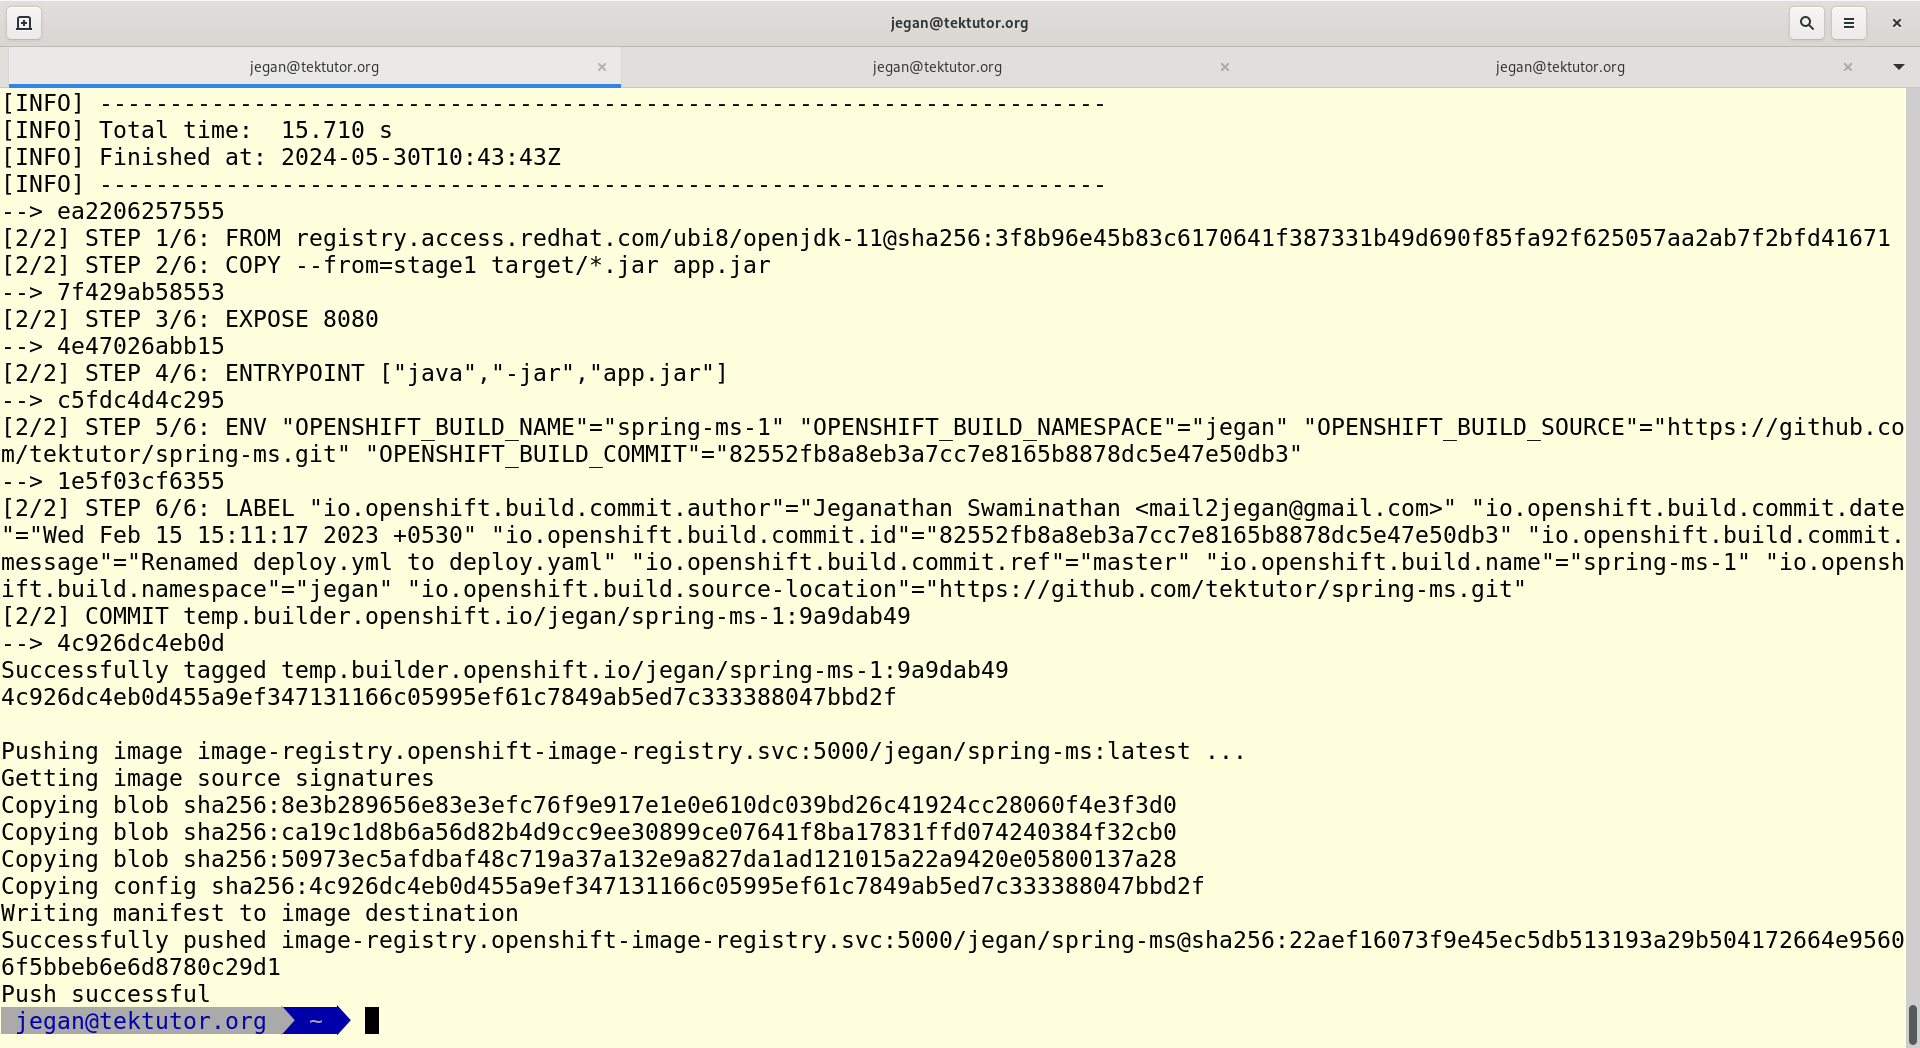 jegan@tektutor.org
jegan@tektutor.org
jegan@tektutor.org
jegan@tektutor.org
[INFO] ------------------------------------------------------------------------
[INFO] Total time:  15.710 s
[INFO] Finished at: 2024-05-30T10:43:43Z
[INFO] ------------------------------------------------------------------------
--> ea2206257555
[2/2] STEP 1/6: FROM registry.access.redhat.com/ubi8/openjdk-11@sha256:3f8b96e45b83c6170641f387331b49d690f85fa92f625057aa2ab7f2bfd41671
[2/2] STEP 2/6: COPY --from=stage1 target/*.jar app.jar
--> 7f429ab58553
[2/2] STEP 3/6: EXPOSE 8080
--> 4e47026abb15
[2/2] STEP 4/6: ENTRYPOINT ["java","-jar","app.jar"]
--> c5fdc4d4c295
[2/2] STEP 5/6: ENV "OPENSHIFT_BUILD_NAME"="spring-ms-1" "OPENSHIFT_BUILD_NAMESPACE"="jegan" "OPENSHIFT_BUILD_SOURCE"="https://github.co
m/tektutor/spring-ms.git" "OPENSHIFT_BUILD_COMMIT"="82552fb8a8eb3a7cc7e8165b8878dc5e47e50db3"
--> 1e5f03cf6355
[2/2] STEP 6/6: LABEL "io.openshift.build.commit.author"="Jeganathan Swaminathan <mail2jegan@gmail.com>" "io.openshift.build.commit.date
"="Wed Feb 15 15:11:17 2023 +0530" "io.openshift.build.commit.id"="82552fb8a8eb3a7cc7e8165b8878dc5e47e50db3" "io.openshift.build.commit.
message"="Renamed deploy.yml to deploy.yaml" "io.openshift.build.commit.ref"="master" "io.openshift.build.name"="spring-ms-1" "io.opensh
ift.build.namespace"="jegan" "io.openshift.build.source-location"="https://github.com/tektutor/spring-ms.git"
[2/2] COMMIT temp.builder.openshift.io/jegan/spring-ms-1:9a9dab49
--> 4c926dc4eb0d
Successfully tagged temp.builder.openshift.io/jegan/spring-ms-1:9a9dab49
4c926dc4eb0d455a9ef347131166c05995ef61c7849ab5ed7c333388047bbd2f
Pushing image image-registry.openshift-image-registry.svc:5000/jegan/spring-ms:latest ...
Getting image source signatures
Copying blob sha256:8e3b289656e83e3efc76f9e917e1e0e610dc039bd26c41924cc28060f4e3f3d0
Copying blob sha256:ca19c1d8b6a56d82b4d9cc9ee30899ce07641f8ba17831ffd074240384f32cb0
Copying blob sha256:50973ec5afdbaf48c719a37a132e9a827da1ad121015a22a9420e05800137a28
Copying config sha256:4c926dc4eb0d455a9ef347131166c05995ef61c7849ab5ed7c333388047bbd2f
Writing manifest to image destination
Successfully pushed image-registry.openshift-image-registry.svc:5000/jegan/spring-ms@sha256:22aef16073f9e45ec5db513193a29b504172664e9560
6f5bbeb6e6d8780c29d1
Push successful
jegan@tektutor.org ~